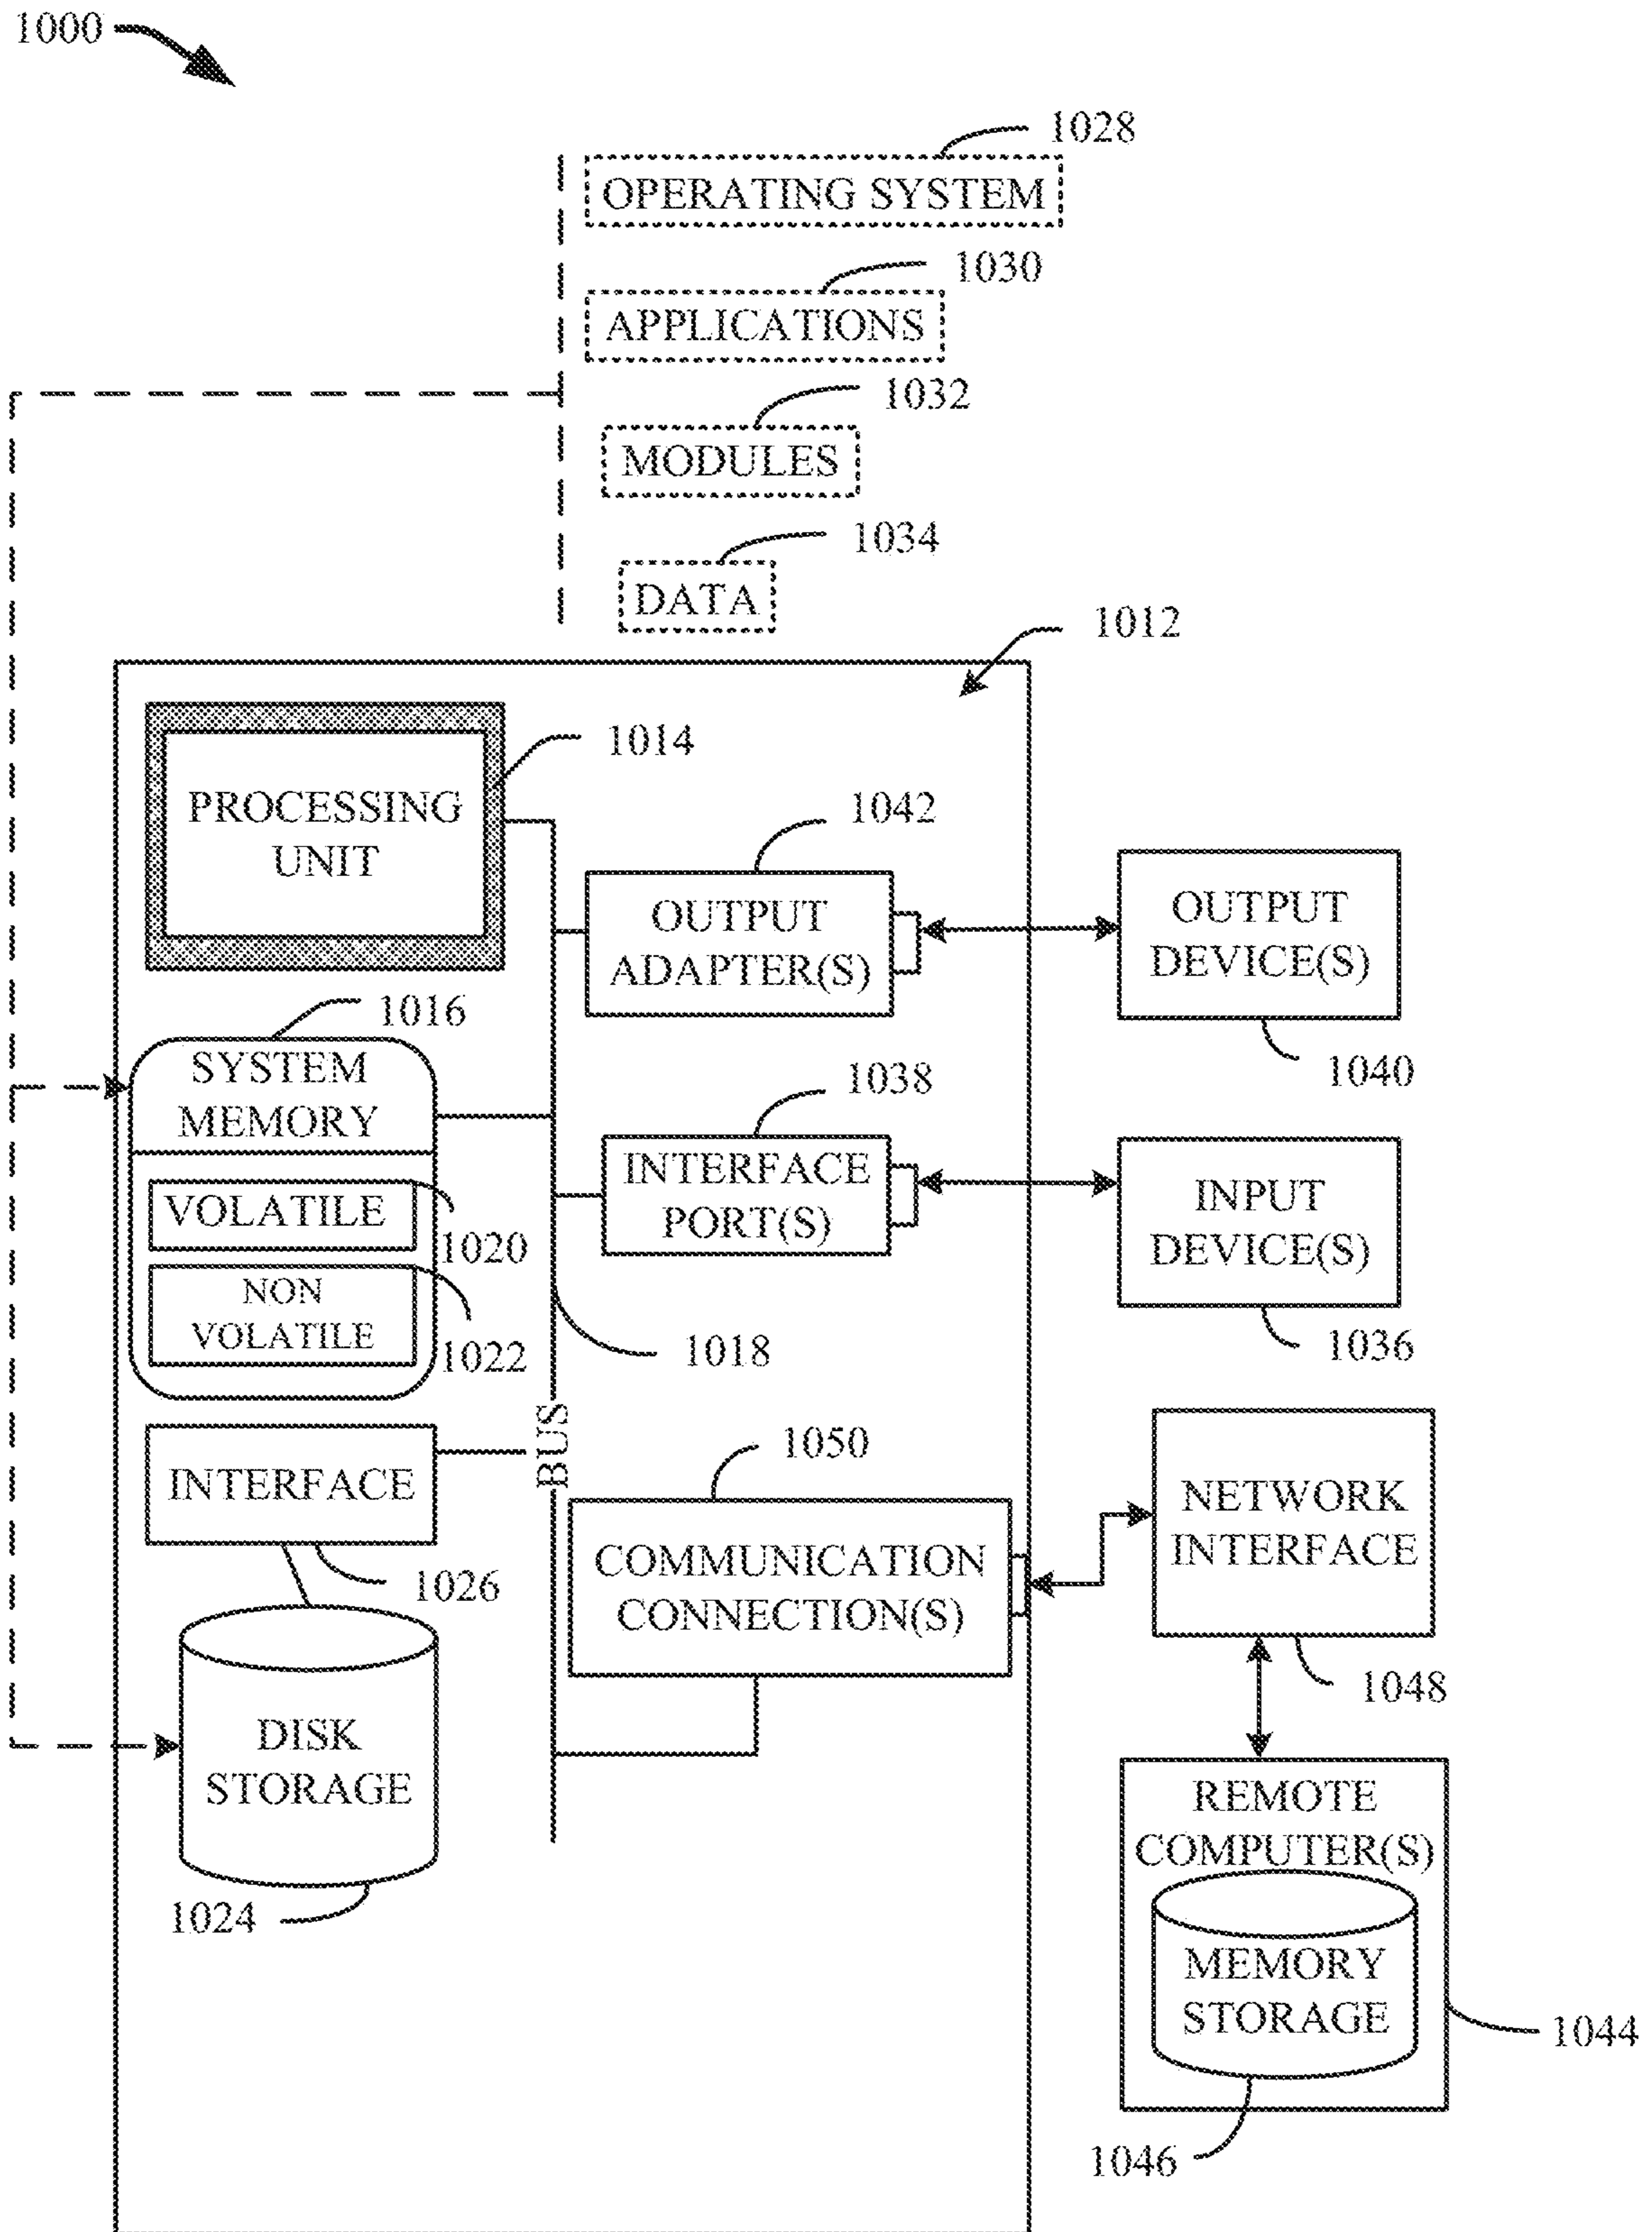 1000
1028
OPERATING SYSTEM
1030
APPLICATIONS
1032
MODULES
1034
DATA
1012
PROCESSING
UNIT
1014
1042
OUTPUT
ADAPTER(S)
OUTPUT
DEVICE(S)
1040
1016
SYSTEM
MEMORY
VOLATILE
1020
NON
VOLATILE
1022
1038
INTERFACE
PORT(S)
INPUT
DEVICE(S)
1036
1018
BUS
INTERFACE
1026
1050
COMMUNICATION
CONNECTION(S)
NETWORK
INTERFACE
1048
DISK
STORAGE
1024
REMOTE
COMPUTER(S)
MEMORY
STORAGE
1044
1046